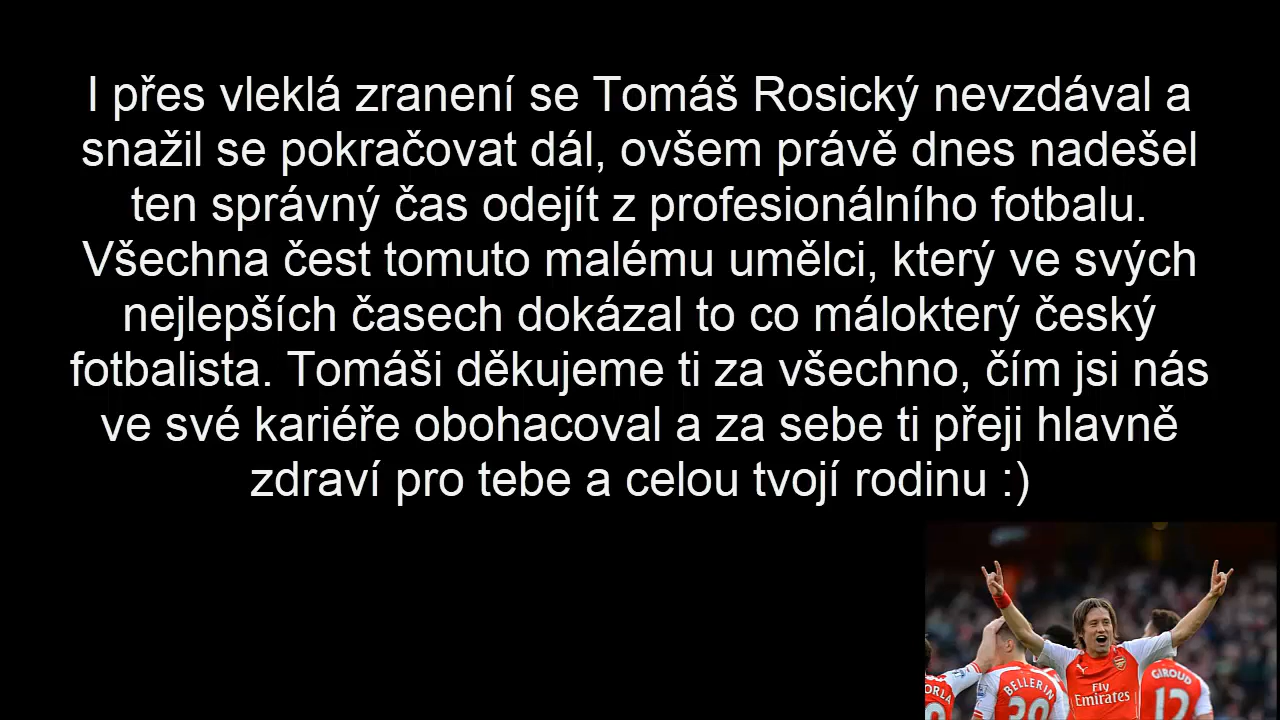 I přes vleklá zranení se Tomáš Rosický nevzdával a
snažil se pokračovat dál, ovšem právě dnes nadešel
ten správný čas odejít z profesionálního fotbalu.
Všechna čest tomuto malému umělci, který ve svých
nejlepších časech dokázal to co málokterý český
fotbalista. Tomáši děkujeme ti za všechno, čím jsi nás
ve své kariéře obohacoval a za sebe ti přeji hlavně
zdraví pro tebe a celou tvojí rodinu :)
ORLA
BELLERIN
39
Fly
Emirates
GIROUD
12